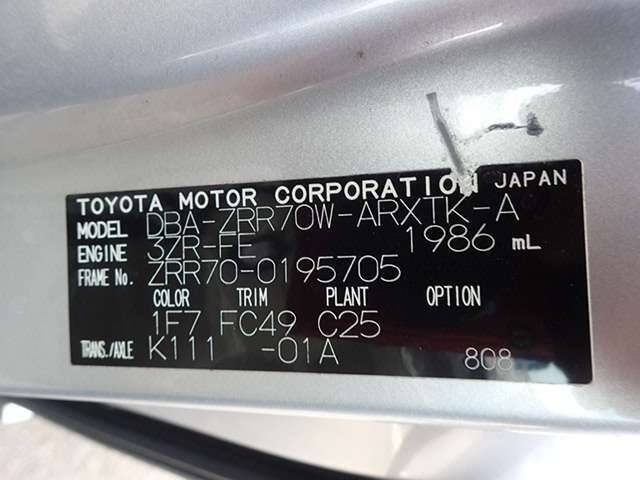 TOYOTA MOTOR CORPORATION JAPAN
MODEL DBA-ZRR70W-ARXTK-A
ENGINE 3ZR-FE 1986 mL
FRAME No. ZRR70-0195705
COLOR TRIM PLANT OPTION
1F7 FC49 C25
TRANS./AXLE K111 -01A 808